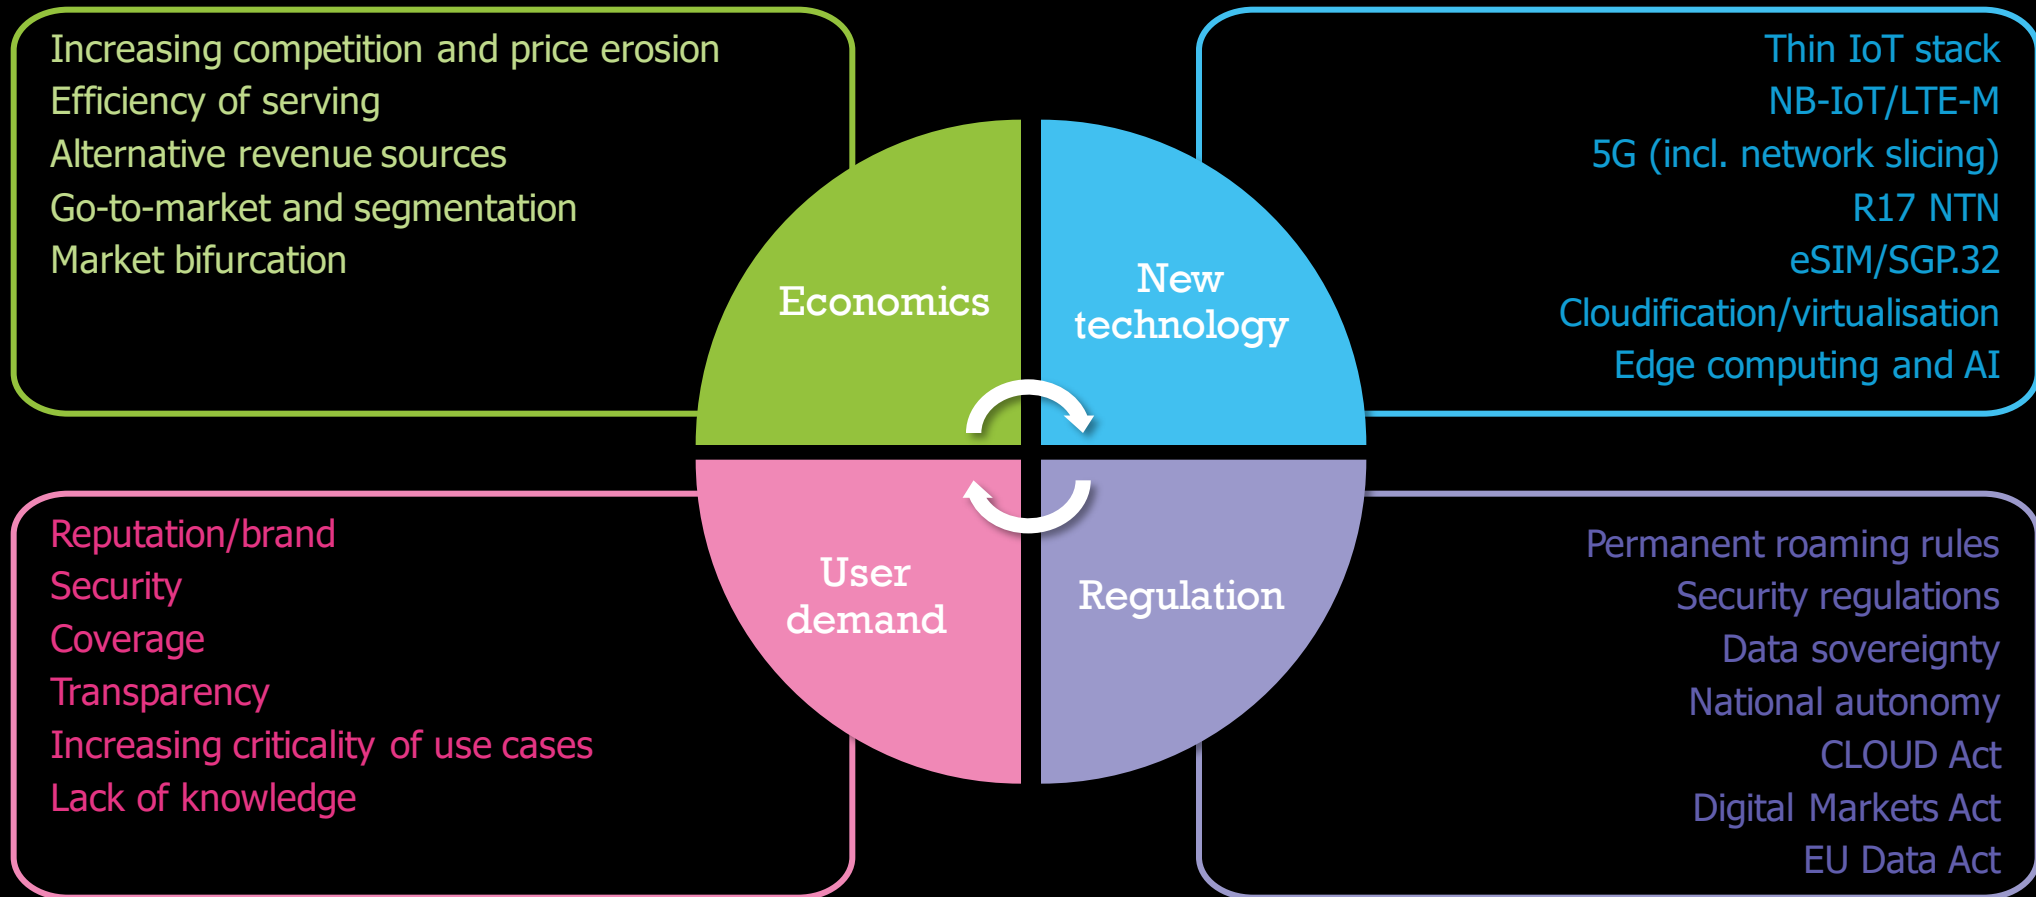 Increasing competition and price erosion
Efficiency of serving
Alternative revenue sources
Go-to-market and segmentation
Market bifurcation
Thin IoT stack
NB-IoT/LTE-M
5G (incl. network slicing)
R17 NTN
eSIM/SGP.32
Cloudification/virtualisation
Edge computing and AI
Economics
New
technology
User
demand
Regulation
Reputation/brand
Security
Coverage
Transparency
Increasing criticality of use cases
Lack of knowledge
Permanent roaming rules
Security regulations
Data sovereignty
National autonomy
CLOUD Act
Digital Markets Act
EU Data Act